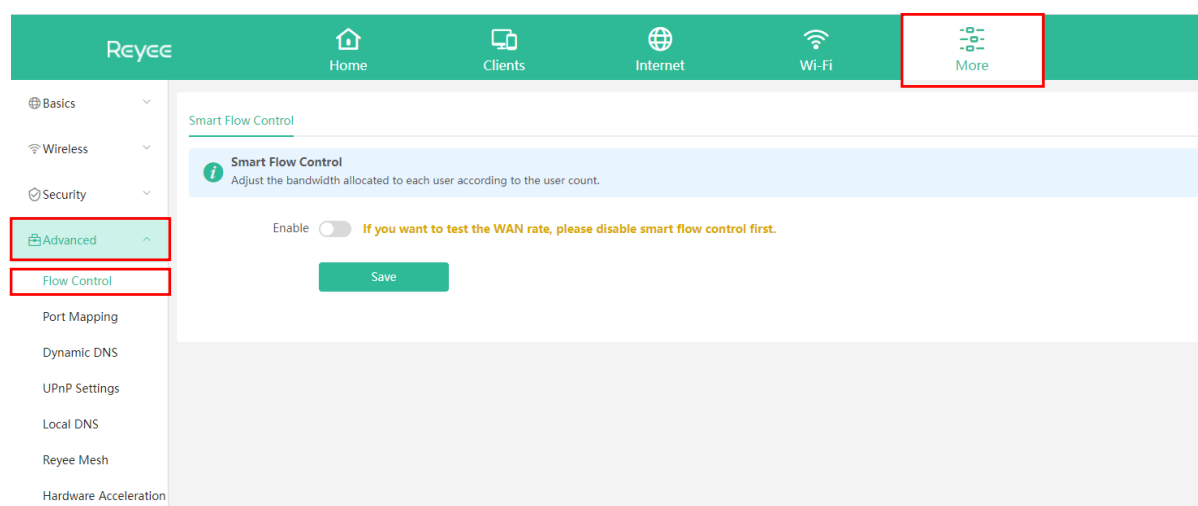 Reyee
Home
Clients
Internet
Wi-Fi
More
Basics
Wireless
Security
Advanced
Flow Control
Port Mapping
Dynamic DNS
UPnP Settings
Local DNS
Reyee Mesh
Hardware Acceleration
Smart Flow Control
Smart Flow Control
Adjust the bandwidth allocated to each user according to the user count.
Enable If you want to test the WAN rate, please disable smart flow control first.
Save